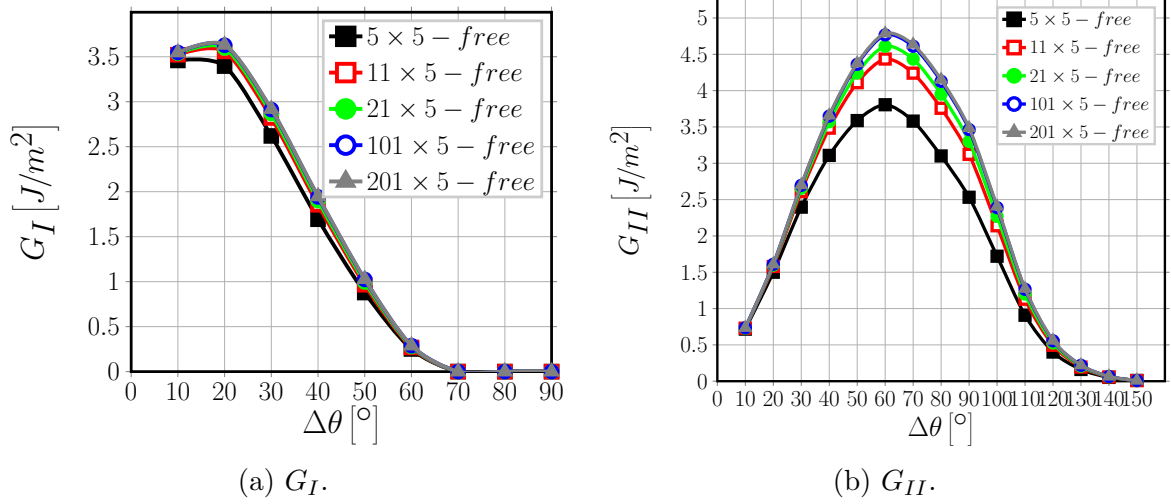 G_I [J/m^2]
3.5
3
2.5
2
1.5
1
0.5
0
0 10 20 30 40 50 60 70 80 90
Δθ [°]
5 × 5 − free
11 × 5 − free
21 × 5 − free
101 × 5 − free
201 × 5 − free
(a) G_I.
G_II [J/m^2]
5
4.5
4
3.5
3
2.5
2
1.5
1
0.5
0
0 10 20 30 40 50 60 70 80 90 100 110 120 130 140 150
Δθ [°]
5 × 5 − free
11 × 5 − free
21 × 5 − free
101 × 5 − free
201 × 5 − free
(b) G_II.